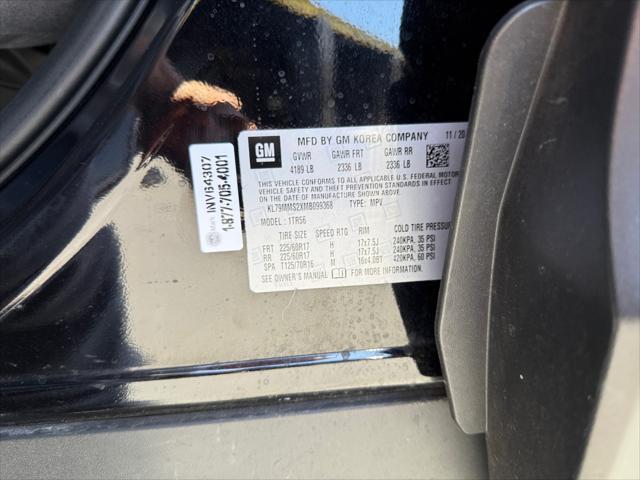 INVB4307
1-877-705-4001
GM
MFD BY GM KOREA COMPANY 11 / 20
GVWR GAWR FRT GAWR RR
4189 LB 2336 LB 2336 LB
THIS VEHICLE CONFORMS TO ALL APPLICABLE U.S. FEDERAL MOTOR
VEHICLE SAFETY AND THEFT PREVENTION STANDARDS IN EFFECT
ON THE DATE OF MANUFACTURE SHOWN ABOVE.
KL79MMS2XMB099368 TYPE: MPV
MODEL : 1TR56
TIRE SIZE SPEED RTG RIM COLD TIRE PRESSURE
FRT 225/60R17 H 17x7.5J 240KPA, 35 PSI
RR 225/60R17 H 17x7.5J 240KPA, 35 PSI
SPA T125/70R16 M 16x4.0BT 420KPA, 60 PSI
SEE OWNER'S MANUAL FOR MORE INFORMATION.